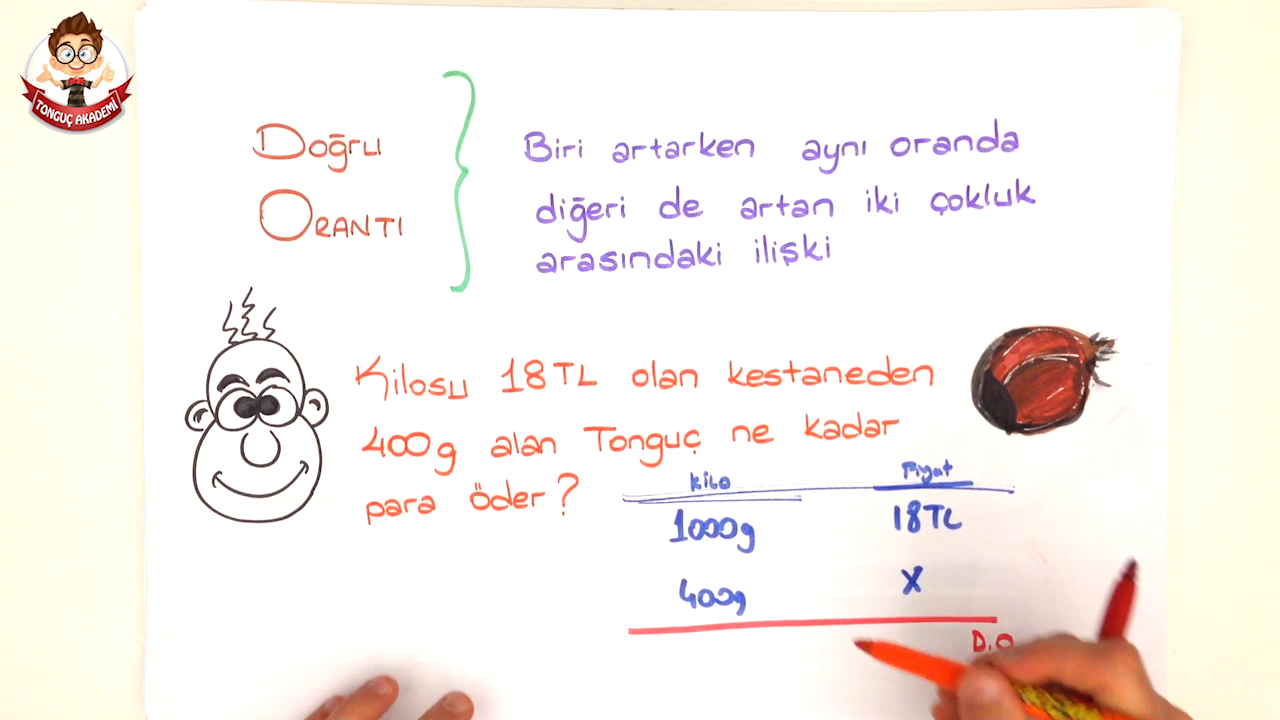 TONGUÇ AKADEMİ
Doğru
ORANTI
Biri artarken aynı oranda
diğeri de artan iki çokluk
arasındaki ilişki
Kilosu 18TL olan kestaneden
400g alan Tonguç ne kadar
para öder?
Kilo Fiyat
1000g 18TL
400g X
D.O